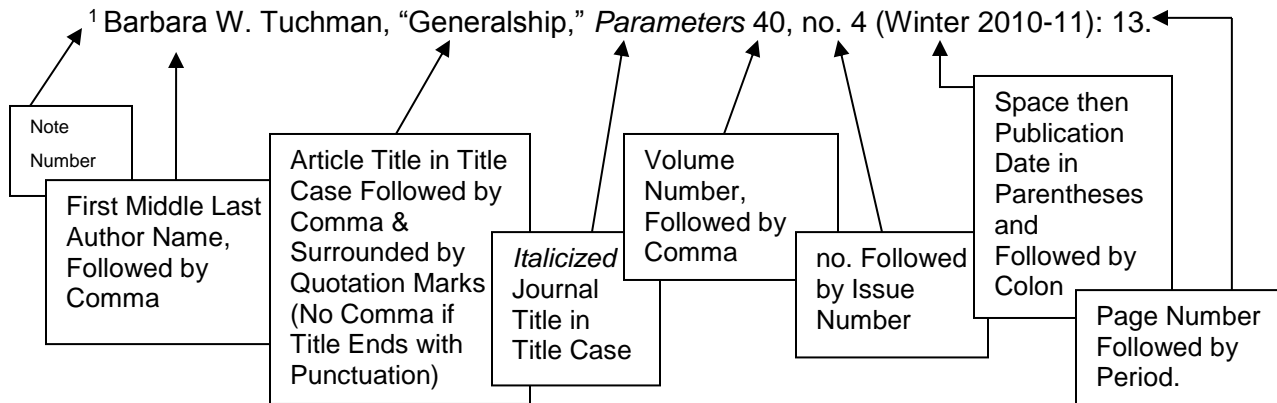 1 Barbara W. Tuchman, “Generalship,” Parameters 40, no. 4 (Winter 2010-11): 13.
Note
Number
First Middle Last
Author Name,
Followed by
Comma
Article Title in Title
Case Followed by
Comma &
Surrounded by
Quotation Marks
(No Comma if
Title Ends with
Punctuation)
Italicized
Journal
Title in
Title Case
Volume
Number,
Followed by
Comma
no. Followed
by Issue
Number
Space then
Publication
Date in
Parentheses
and
Followed by
Colon
Page Number
Followed by
Period.